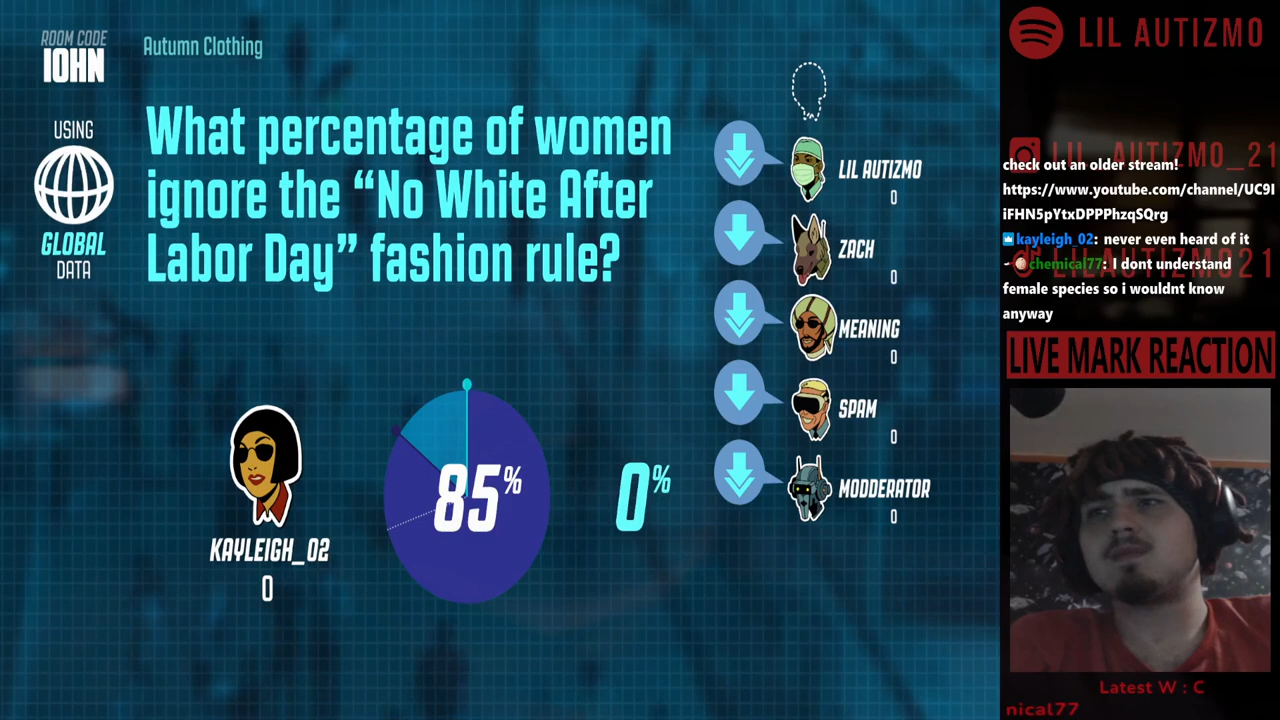 ROOM CODE
IOHN
Autumn Clothing
USING
GLOBAL
DATA
What percentage of women
ignore the “No White After
Labor Day” fashion rule?
LIL AUTIZMO
0
ZACH
0
MEANING
0
SPAM
0
MODDERATOR
0
KAYLEIGH_02
0
85%
0%
LIL AUTIZMO
LIL_AUTIZMO_21
check out an older stream!
https://www.youtube.com/channel/UC9I
iFHN5pYtxDPPPhzqSQrg
kayleigh_02: never even heard of it
LILAUTIZMO21
chemical77: I dont understand
female species so i wouldnt know
anyway
LIVE MARK REACTION
Latest W : C
nical77